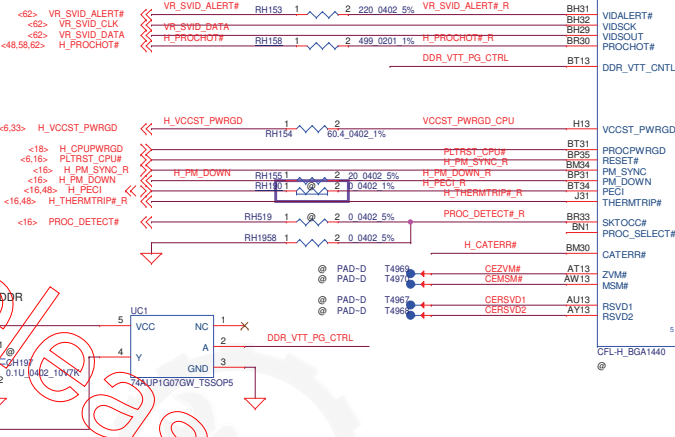 <62> VR_SVID_ALERT# VR_SVID_ALERT# RH153 1 2 220_0402_5% VR_SVID_ALERT#_R BH31 VIDALERT#
<62> VR_SVID_CLK BH32 VIDSCK
<62> VR_SVID_DATA VR_SVID_DATA BH29 VIDSOUT
<48,58,62> H_PROCHOT# H_PROCHOT# RH158 1 2 499_0201_1% H_PROCHOT#_R BR30 PROCHOT#
DDR_VTT_PG_CTRL BT13 DDR_VTT_CNTL
<6,33> H_VCCST_PWRGD H_VCCST_PWRGD 1 2 VCCST_PWRGD_CPU H13 VCCST_PWRGD
RH154 60.4_0402_1%
<18> H_CPUPWRGD BT31 PROCPWRGD
<6,16> PLTRST_CPU# PLTRST_CPU# BP35 RESET#
<16> H_PM_SYNC_R H_PM_SYNC_R BM34 PM_SYNC
<16> H_PM_DOWN H_PM_DOWN RH155 1 2 20_0402_5% H_PM_DOWN_R BP31 PM_DOWN
<16,48> H_PECI 1 @ 2 0_0402_1% H_PECI_R BT34 PECI
<16,48> H_THERMTRIP#_R H_THERMTRIP#_R J31 THERMTRIP#
<16> PROC_DETECT# RH519 1 @ 2 0_0402_5% PROC_DETECT#_R BR33 SKTOCC#
BN1 PROC_SELECT#
RH1958 1 2 0_0402_5%
H_CATERR# BM30 CATERR#
@ PAD~D T4969 CEZVM# AT13 ZVM#
@ PAD~D T4970 CEMSM# AW13 MSM#
@ PAD~D T4967 CERSVD1 AU13 RSVD1
@ PAD~D T4968 CERSVD2 AY13 RSVD2
DDR
UC1
5 VCC NC 1
A 2 DDR_VTT_PG_CTRL
4 Y
GND 3
74AUP1G07GW_TSSOP5
@
CH197
0.1U_0402_10V7K
2
5
CFL-H_BGA1440
@